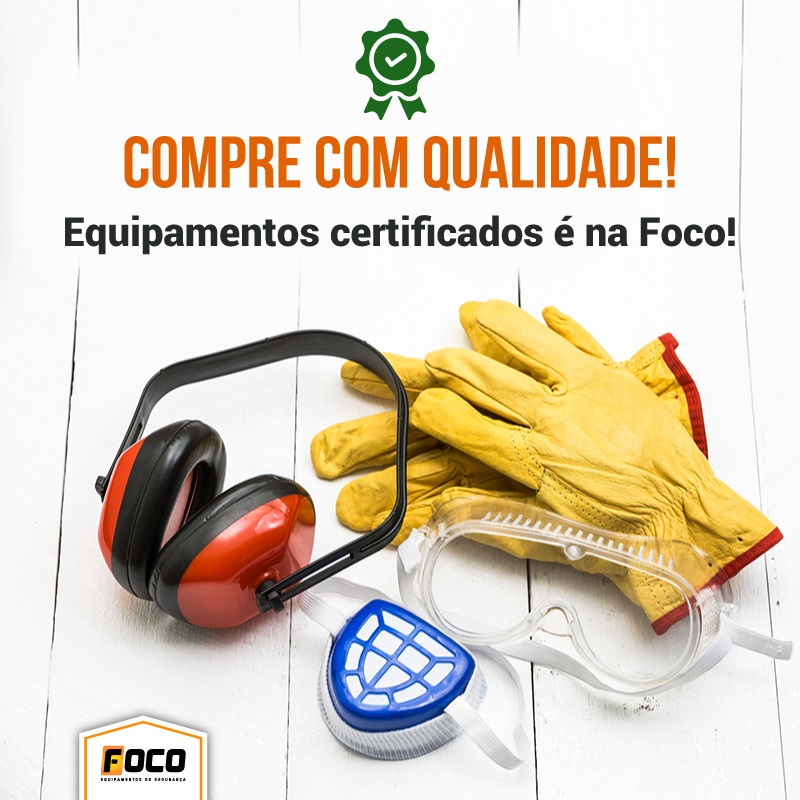 COMPRE COM QUALIDADE!
Equipamentos certificados é na Foco!
FOCO
EQUIPAMENTOS DE SEGURANÇA